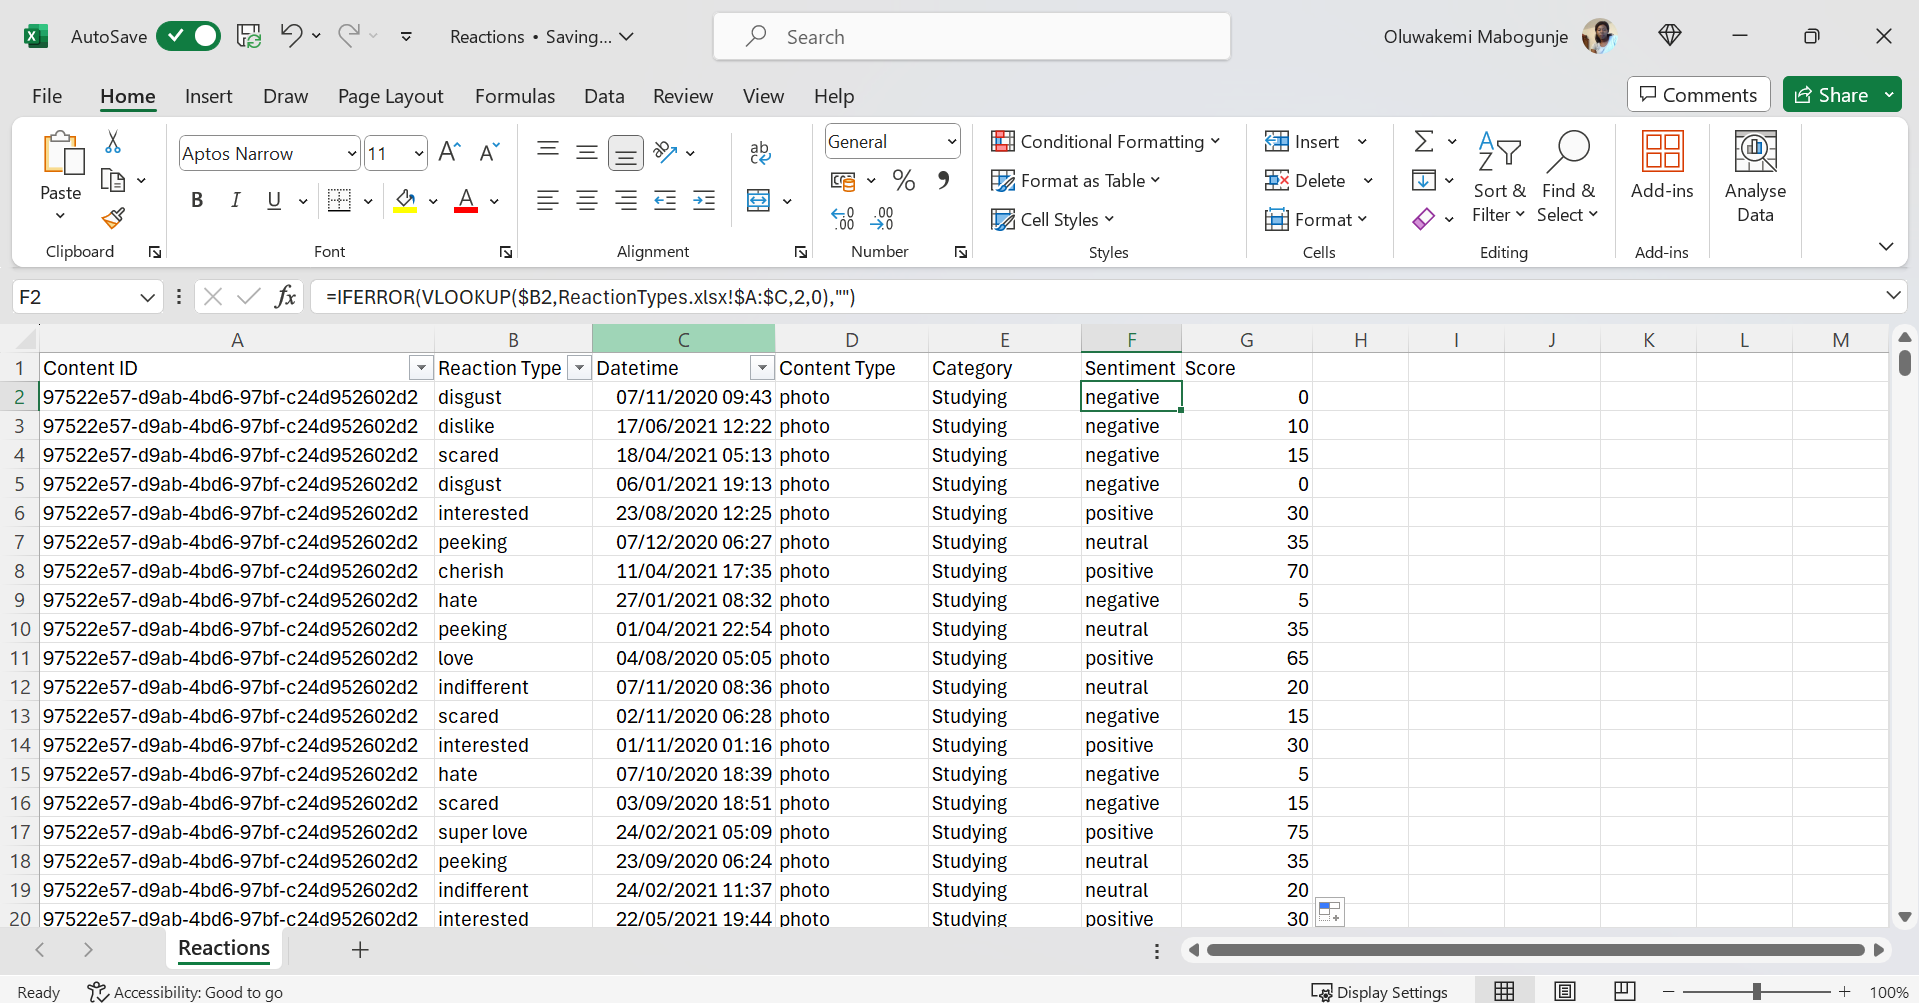 AutoSave
Reactions • Saving...
Search
Oluwakemi Mabogunje
File Home Insert Draw Page Layout Formulas Data Review View Help
Comments Share
Paste
Clipboard
Aptos Narrow 11
B I U
Font
Alignment
General
Number
Conditional Formatting
Format as Table
Cell Styles
Styles
Insert
Delete
Format
Cells
Sort & Filter
Find & Select
Editing
Add-ins
Add-ins
Analyse Data
F2 fx =IFERROR(VLOOKUP($B2,ReactionTypes.xlsx!$A:$C,2,0),"")
A B C D E F G H I J K L M
1 Content ID Reaction Type Datetime Content Type Category Sentiment Score
2 97522e57-d9ab-4bd6-97bf-c24d952602d2 disgust 07/11/2020 09:43 photo Studying negative 0
3 97522e57-d9ab-4bd6-97bf-c24d952602d2 dislike 17/06/2021 12:22 photo Studying negative 10
4 97522e57-d9ab-4bd6-97bf-c24d952602d2 scared 18/04/2021 05:13 photo Studying negative 15
5 97522e57-d9ab-4bd6-97bf-c24d952602d2 disgust 06/01/2021 19:13 photo Studying negative 0
6 97522e57-d9ab-4bd6-97bf-c24d952602d2 interested 23/08/2020 12:25 photo Studying positive 30
7 97522e57-d9ab-4bd6-97bf-c24d952602d2 peeking 07/12/2020 06:27 photo Studying neutral 35
8 97522e57-d9ab-4bd6-97bf-c24d952602d2 cherish 11/04/2021 17:35 photo Studying positive 70
9 97522e57-d9ab-4bd6-97bf-c24d952602d2 hate 27/01/2021 08:32 photo Studying negative 5
10 97522e57-d9ab-4bd6-97bf-c24d952602d2 peeking 01/04/2021 22:54 photo Studying neutral 35
11 97522e57-d9ab-4bd6-97bf-c24d952602d2 love 04/08/2020 05:05 photo Studying positive 65
12 97522e57-d9ab-4bd6-97bf-c24d952602d2 indifferent 07/11/2020 08:36 photo Studying neutral 20
13 97522e57-d9ab-4bd6-97bf-c24d952602d2 scared 02/11/2020 06:28 photo Studying negative 15
14 97522e57-d9ab-4bd6-97bf-c24d952602d2 interested 01/11/2020 01:16 photo Studying positive 30
15 97522e57-d9ab-4bd6-97bf-c24d952602d2 hate 07/10/2020 18:39 photo Studying negative 5
16 97522e57-d9ab-4bd6-97bf-c24d952602d2 scared 03/09/2020 18:51 photo Studying negative 15
17 97522e57-d9ab-4bd6-97bf-c24d952602d2 super love 24/02/2021 05:09 photo Studying positive 75
18 97522e57-d9ab-4bd6-97bf-c24d952602d2 peeking 23/09/2020 06:24 photo Studying neutral 35
19 97522e57-d9ab-4bd6-97bf-c24d952602d2 indifferent 24/02/2021 11:37 photo Studying neutral 20
20 97522e57-d9ab-4bd6-97bf-c24d952602d2 interested 22/05/2021 19:44 photo Studying positive 30
Reactions
Ready Accessibility: Good to go Display Settings 100%